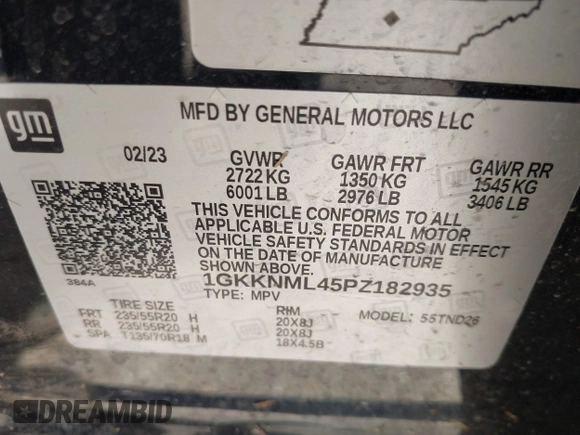 gm
MFD BY GENERAL MOTORS LLC
02/23 GVWR GAWR FRT GAWR RR
2722 KG 1350 KG 1545 KG
6001 LB 2976 LB 3406 LB
THIS VEHICLE CONFORMS TO ALL
APPLICABLE U.S. FEDERAL MOTOR
VEHICLE SAFETY STANDARDS IN EFFECT
ON THE DATE OF MANUFACTURE
SHOWN ABOVE.
384A
1GKKNML45PZ182935
TYPE: MPV
TIRE SIZE RIM MODEL: 55TND26
FRT 235/55R20 H 20X8J
RR 235/55R20 H 20X8J
SPA T135/70R18 M 18X4.5B
DREAMBID